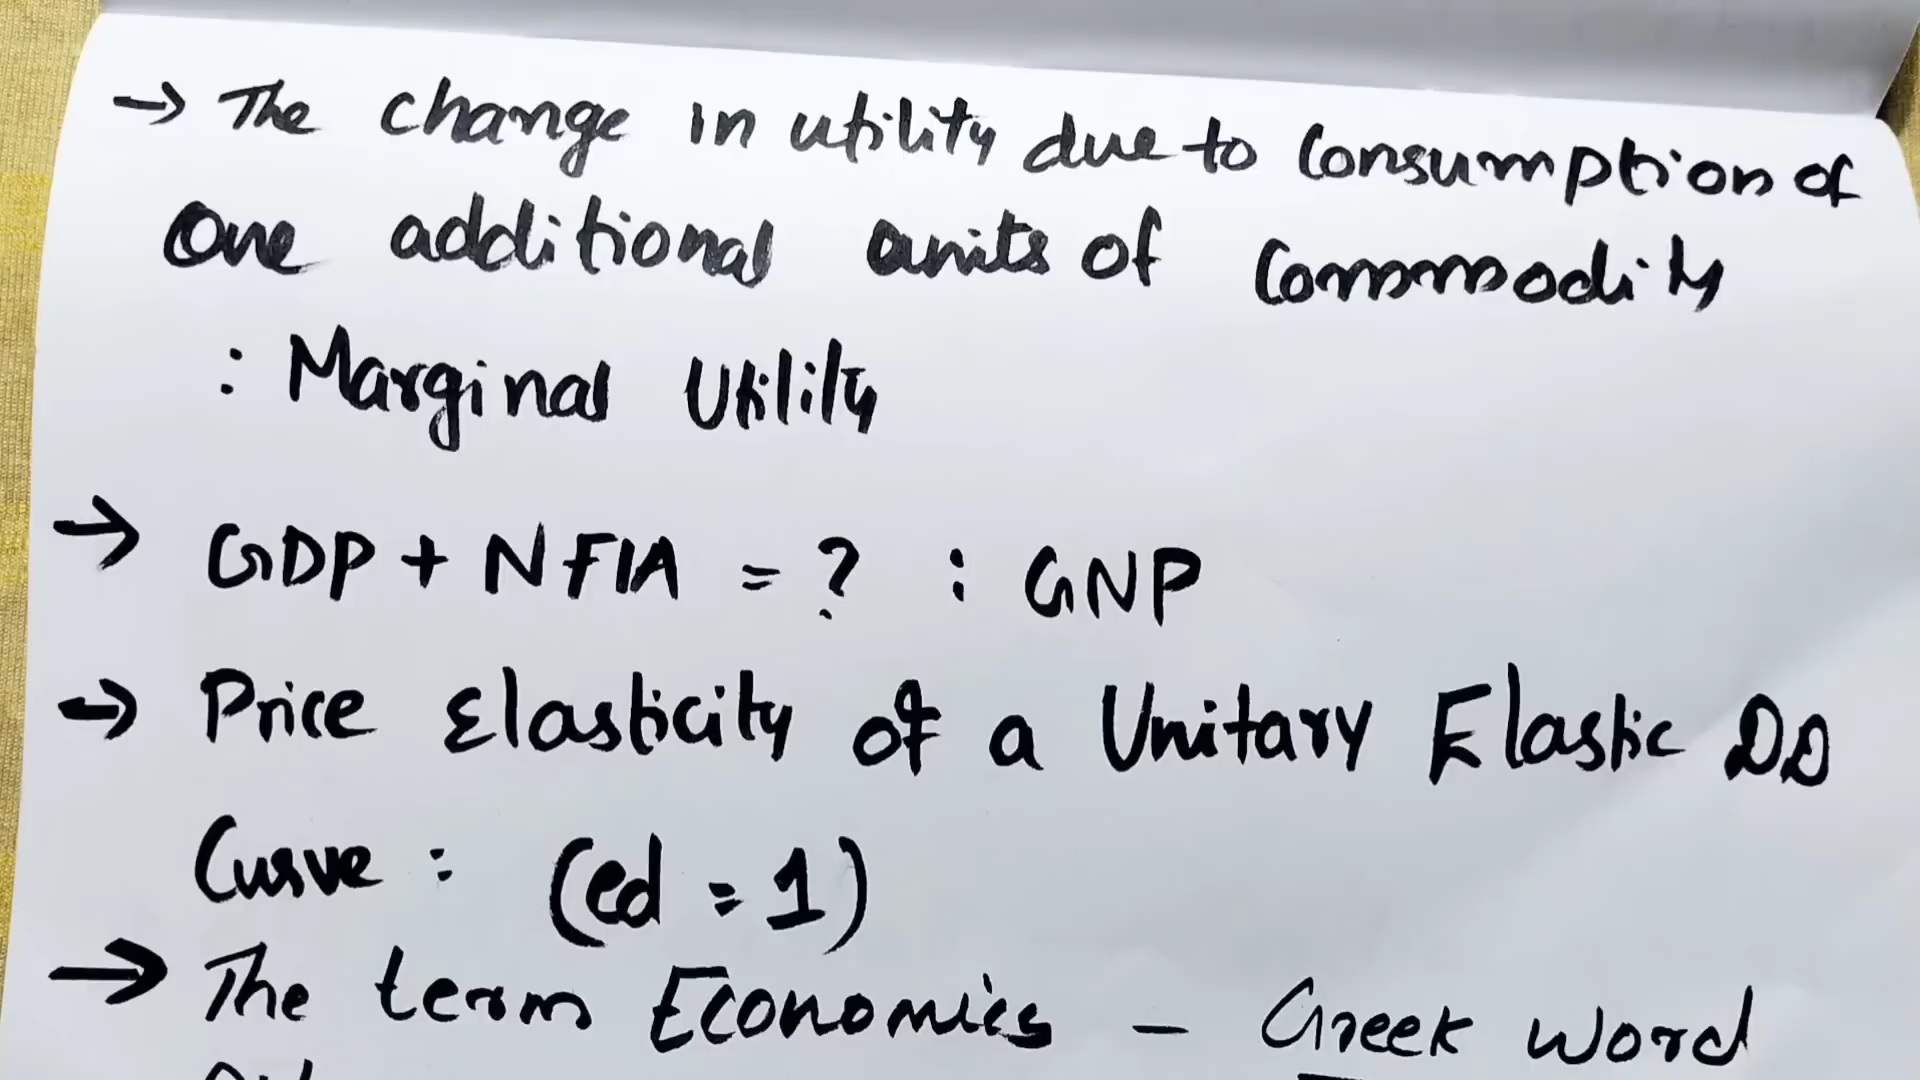 → The change in utility due to Consumption of
One additional units of Commodity
: Marginal Utility
→ GDP + NFIA = ? : GNP
→ Price Elasticity of a Unitary Elastic DD
Curve : (ed = 1)
→ The term Economics - Greek Word